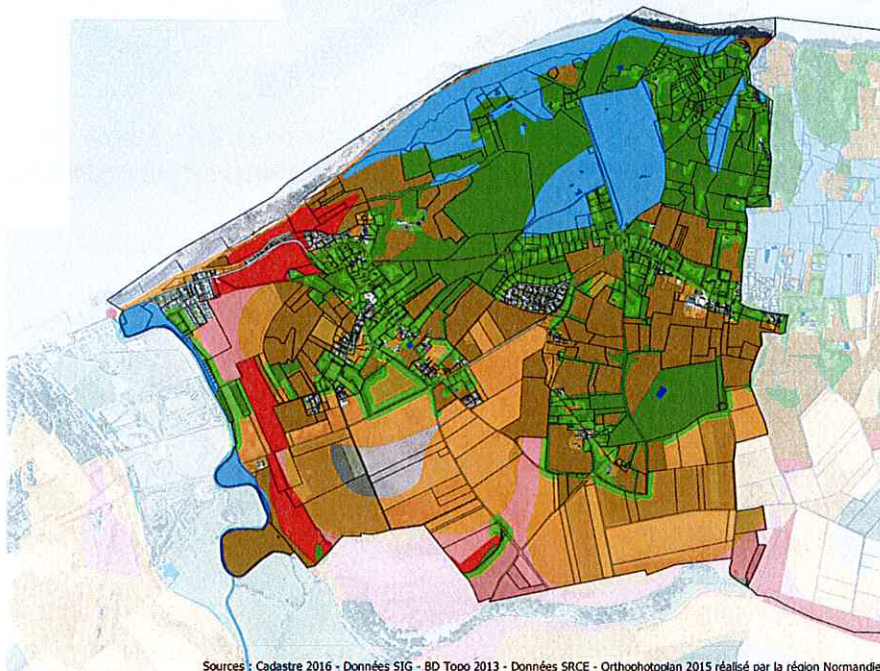 Sources : Cadastre 2016 - Données SIG - BD Topo 2013 - Données SRCE - Orthophotoplan 2015 réalisé par la région Normandie